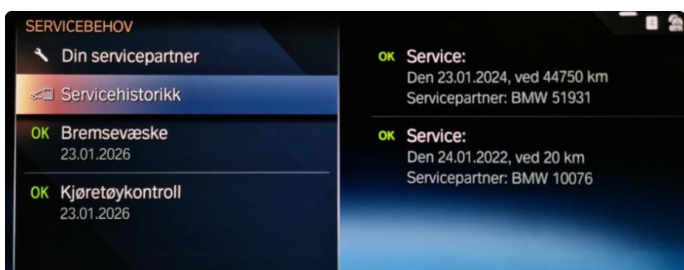 SERVICEBEHOV
Din servicepartner
Servicehistorikk
OK Bremsevæske
23.01.2026
OK Kjøretøykontroll
23.01.2026
4
OK Service:
Den 23.01.2024, ved 44750 km
Servicepartner: BMW 51931
OK Service:
Den 24.01.2022, ved 20 km
Servicepartner: BMW 10076